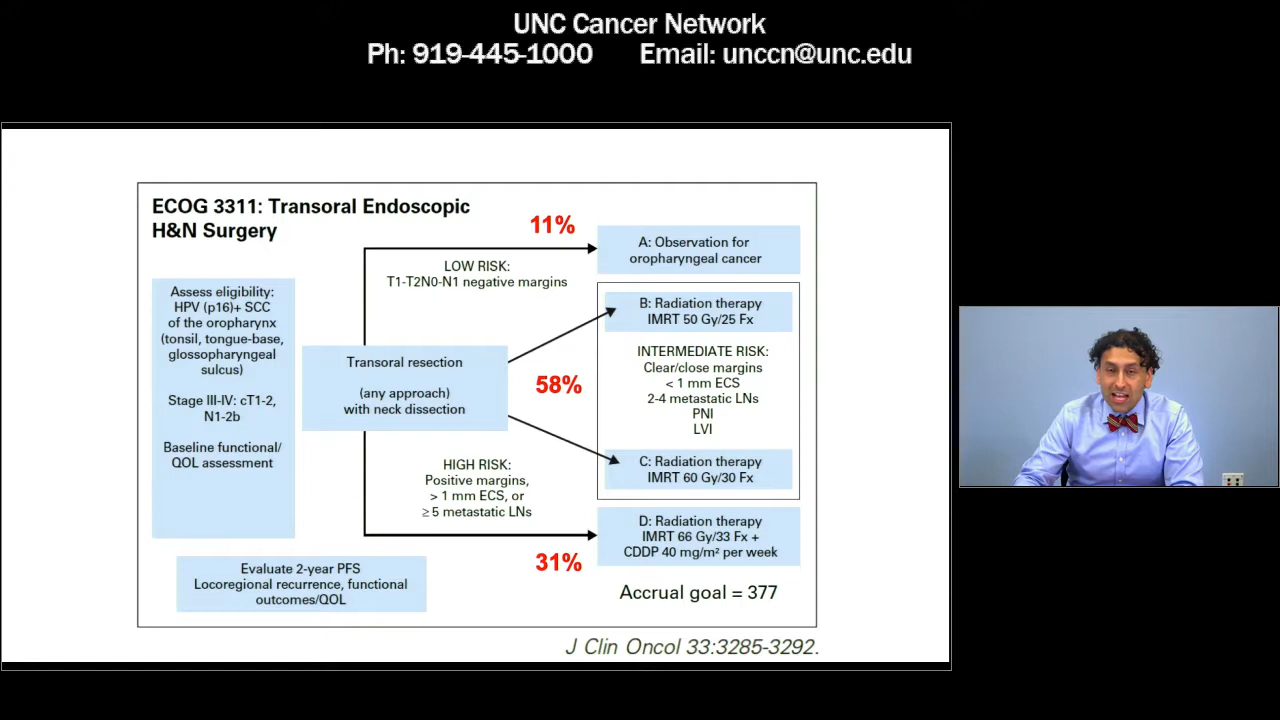 UNC Cancer Network
Ph: 919-445-1000 Email: unccn@unc.edu
ECOG 3311: Transoral Endoscopic
H&N Surgery
Assess eligibility:
HPV (p16)+ SCC
of the oropharynx
(tonsil, tongue-base,
glossopharyngeal
sulcus)
Stage III-IV: cT1-2,
N1-2b
Baseline functional/
QOL assessment
Transoral resection
(any approach)
with neck dissection
11%
LOW RISK:
T1-T2N0-N1 negative margins
A: Observation for
oropharyngeal cancer
58%
B: Radiation therapy
IMRT 50 Gy/25 Fx
INTERMEDIATE RISK:
Clear/close margins
< 1 mm ECS
2-4 metastatic LNs
PNI
LVI
C: Radiation therapy
IMRT 60 Gy/30 Fx
HIGH RISK:
Positive margins,
> 1 mm ECS, or
≥ 5 metastatic LNs
31%
D: Radiation therapy
IMRT 66 Gy/33 Fx +
CDDP 40 mg/m² per week
Evaluate 2-year PFS
Locoregional recurrence, functional
outcomes/QOL
Accrual goal = 377
J Clin Oncol 33:3285-3292.